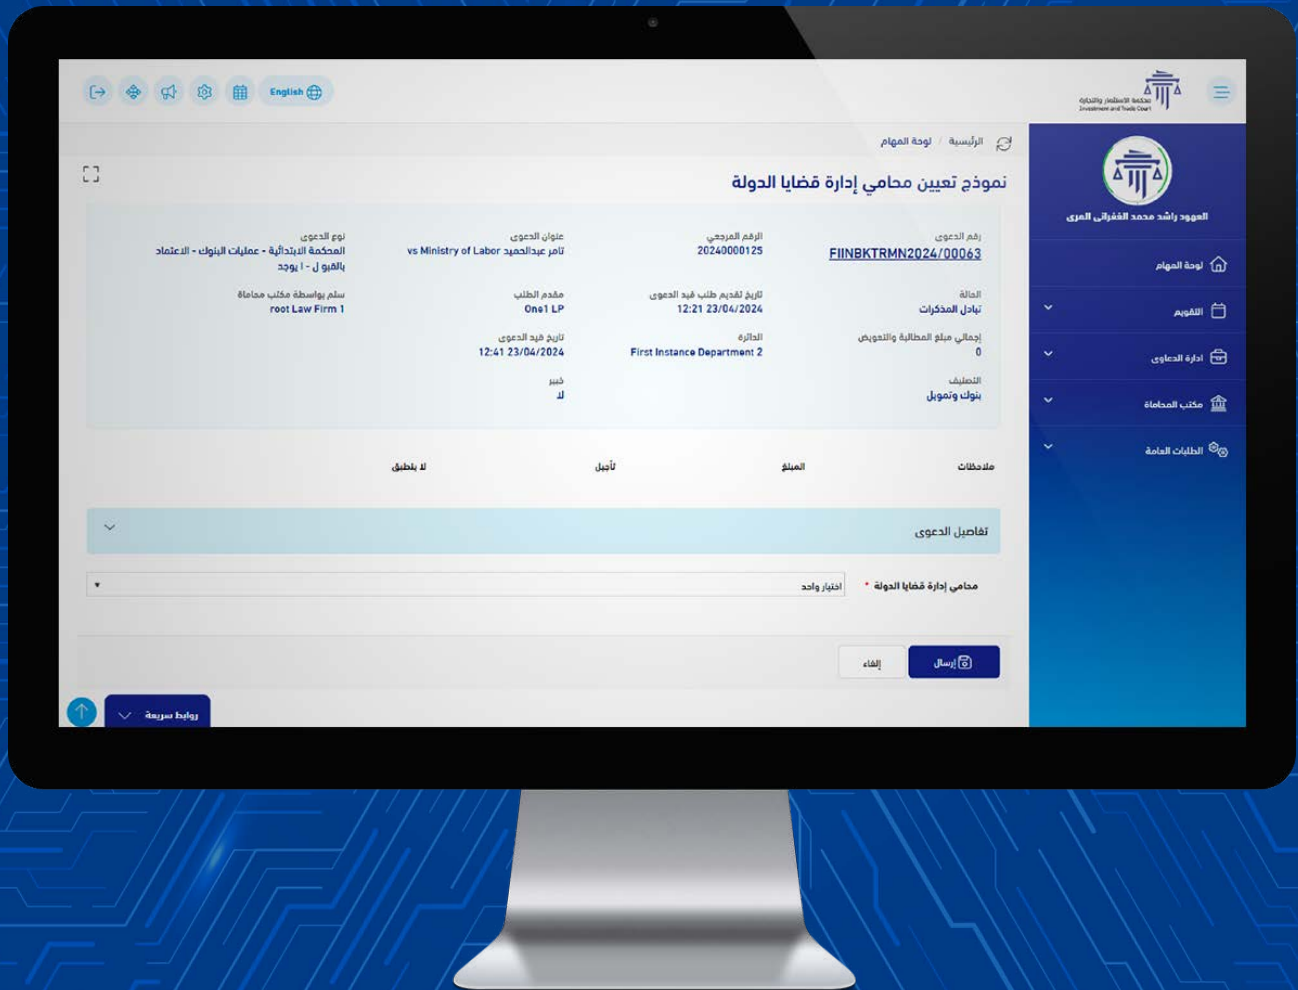 English
محكمة الاستثمار والتجارة
Investment and Trade Court
الرئيسية / لوحة المهام
نموذج تعيين محامي إدارة قضايا الدولة
رقم الدعوى
FIINBKTRMN2024/00063
الرقم المرجعي
20240000125
عنوان الدعوى
تامر عبدالحميد vs Ministry of Labor
نوع الدعوى
المحكمة الابتدائية - عمليات البنوك - الاعتماد
بالقبو ل - ا يوجد
الحالة
تبادل المذكرات
تاريخ تقديم طلب قيد الدعوى
12:21 23/04/2024
مقدم الطلب
One1 LP
سلم بواسطة مكتب محاماة
root Law Firm 1
إجمالي مبلغ المطالبة والتعويض
0
الدائرة
First Instance Department 2
تاريخ قيد الدعوى
12:41 23/04/2024
التصنيف
بنوك وتمويل
خبير
لا
ملاحظات
المبلغ
تأجيل
لا ينطبق
تفاصيل الدعوى
محامي إدارة قضايا الدولة *
اختيار واحد
إرسال
إلغاء
روابط سريعة
راشد محمد المرى
لوحة المهام
التقويم
ادارة الدعاوى
مكتب المحاماة
الطلبات العامة